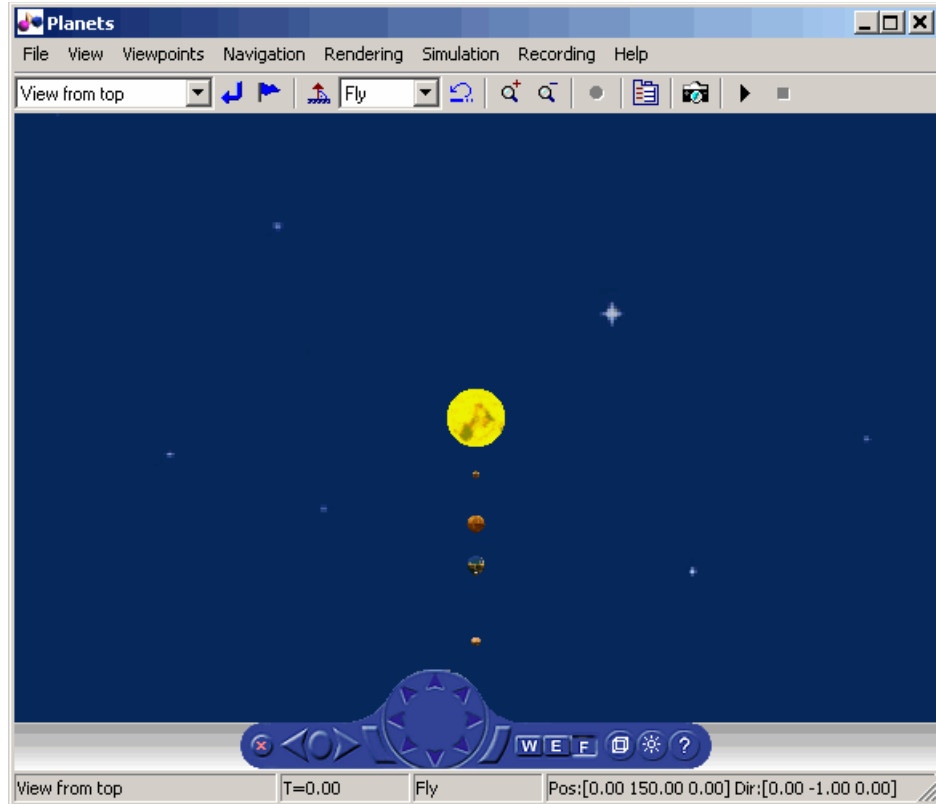 Planets
File View Viewpoints Navigation Rendering Simulation Recording Help
View from top Fly
W E F ?
View from top T=0.00 Fly Pos:[0.00 150.00 0.00] Dir:[0.00 -1.00 0.00]